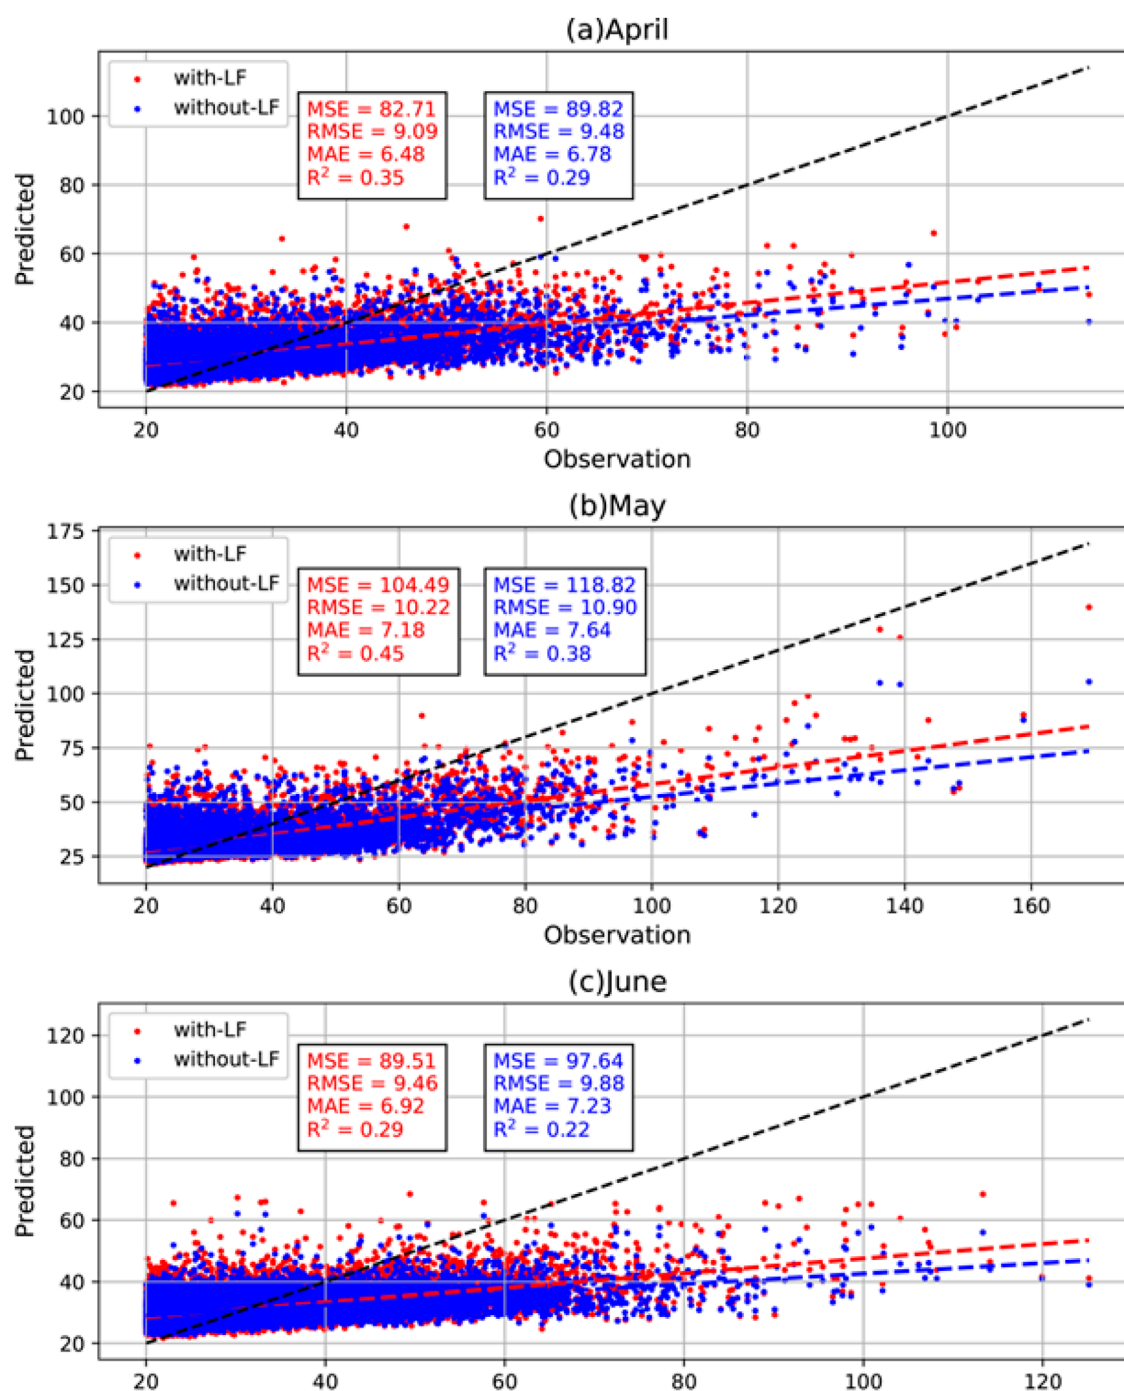 (a)April
with-LF
without-LF
MSE = 82.71
RMSE = 9.09
MAE = 6.48
R² = 0.35
MSE = 89.82
RMSE = 9.48
MAE = 6.78
R² = 0.29
Predicted
100
80
60
40
20
20 40 60 80 100
Observation
(b)May
with-LF
without-LF
MSE = 104.49
RMSE = 10.22
MAE = 7.18
R² = 0.45
MSE = 118.82
RMSE = 10.90
MAE = 7.64
R² = 0.38
Predicted
175
150
125
100
75
50
25
20 40 60 80 100 120 140 160
Observation
(c)June
with-LF
without-LF
MSE = 89.51
RMSE = 9.46
MAE = 6.92
R² = 0.29
MSE = 97.64
RMSE = 9.88
MAE = 7.23
R² = 0.22
Predicted
120
100
80
60
40
20
20 40 60 80 100 120